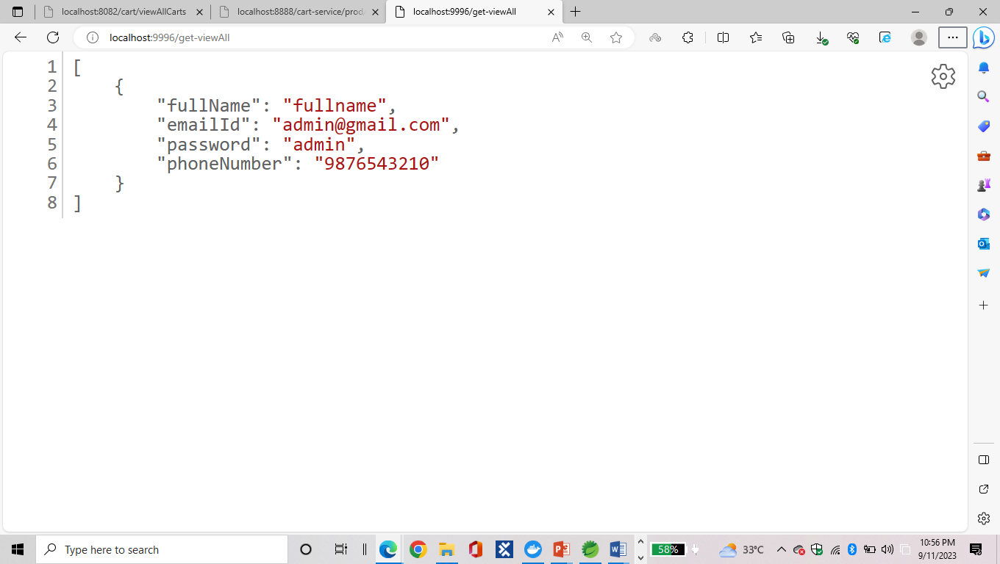 localhost:8082/cart/viewAllCarts
localhost:8888/cart-service/prod.
localhost:9996/get-viewAll
localhost:9996/get-viewAll
1 [
2 {
3 "fullName": "fullname",
4 "emailId": "admin@gmail.com",
5 "password": "admin",
6 "phoneNumber": "9876543210"
7 }
8 ]
Type here to search
58%
33°C
10:56 PM
9/11/2023